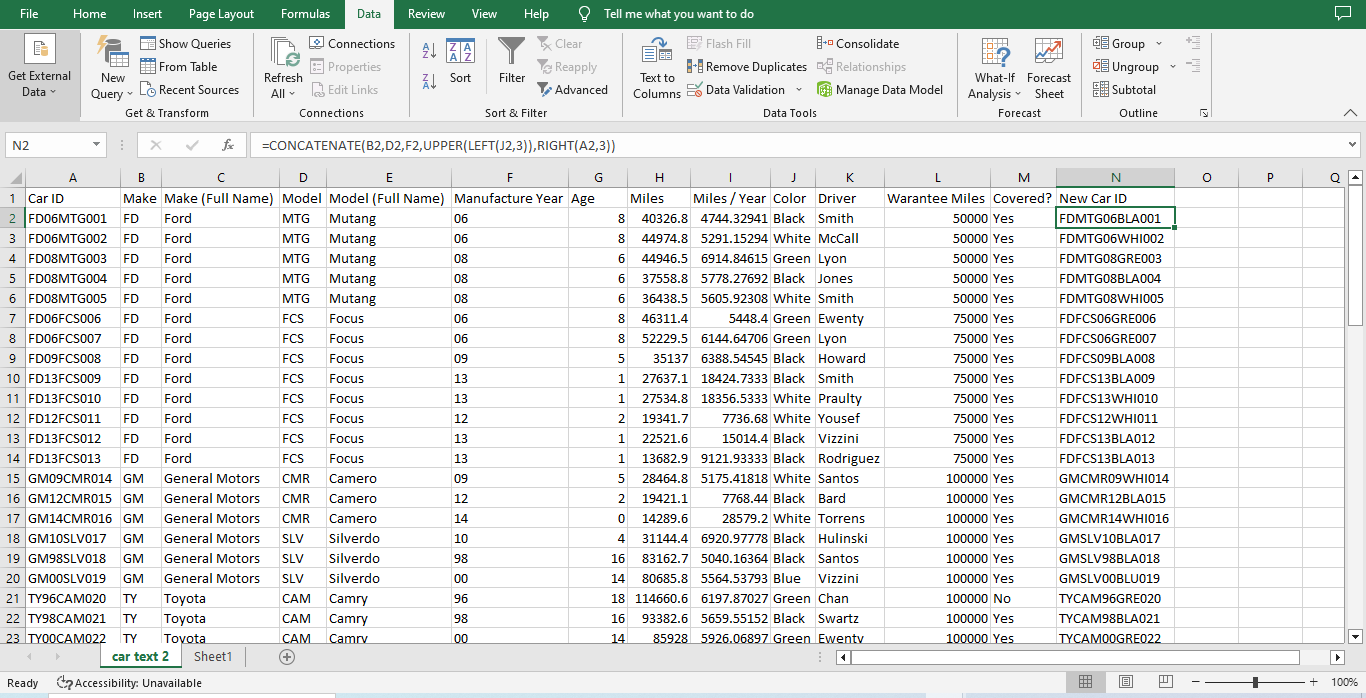 File Home Insert Page Layout Formulas Data Review View Help Tell me what you want to do
Get External Data
New Query
Show Queries
From Table
Recent Sources
Get & Transform
Refresh All
Connections
Properties
Edit Links
Connections
Sort
Filter
Clear
Reapply
Advanced
Sort & Filter
Text to Columns
Flash Fill
Remove Duplicates
Data Validation
Consolidate
Relationships
Manage Data Model
Data Tools
What-If Analysis
Forecast Sheet
Forecast
Group
Ungroup
Subtotal
Outline
N2 fx =CONCATENATE(B2,D2,F2,UPPER(LEFT(J2,3)),RIGHT(A2,3))
A B C D E F G H I J K L M N O P Q
1 Car ID Make Make (Full Name) Model Model (Full Name) Manufacture Year Age Miles Miles / Year Color Driver Warantee Miles Covered? New Car ID
2 FD06MTG001 FD Ford MTG Mutang 06 8 40326.8 4744.32941 Black Smith 50000 Yes FDMTG06BLA001
3 FD06MTG002 FD Ford MTG Mutang 06 8 44974.8 5291.15294 White McCall 50000 Yes FDMTG06WHI002
4 FD08MTG003 FD Ford MTG Mutang 08 6 44946.5 6914.84615 Green Lyon 50000 Yes FDMTG08GRE003
5 FD08MTG004 FD Ford MTG Mutang 08 6 37558.8 5778.27692 Black Jones 50000 Yes FDMTG08BLA004
6 FD08MTG005 FD Ford MTG Mutang 08 6 36438.5 5605.92308 White Smith 50000 Yes FDMTG08WHI005
7 FD06FCS006 FD Ford FCS Focus 06 8 46311.4 5448.4 Green Ewenty 75000 Yes FDFCS06GRE006
8 FD06FCS007 FD Ford FCS Focus 06 8 52229.5 6144.64706 Green Lyon 75000 Yes FDFCS06GRE007
9 FD09FCS008 FD Ford FCS Focus 09 5 35137 6388.54545 Black Howard 75000 Yes FDFCS09BLA008
10 FD13FCS009 FD Ford FCS Focus 13 1 27637.1 18424.7333 Black Smith 75000 Yes FDFCS13BLA009
11 FD13FCS010 FD Ford FCS Focus 13 1 27534.8 18356.5333 White Praulty 75000 Yes FDFCS13WHI010
12 FD12FCS011 FD Ford FCS Focus 12 2 19341.7 7736.68 White Yousef 75000 Yes FDFCS12WHI011
13 FD13FCS012 FD Ford FCS Focus 13 1 22521.6 15014.4 Black Vizzini 75000 Yes FDFCS13BLA012
14 FD13FCS013 FD Ford FCS Focus 13 1 13682.9 9121.93333 Black Rodriguez 75000 Yes FDFCS13BLA013
15 GM09CMR014 GM General Motors CMR Camero 09 5 28464.8 5175.41818 White Santos 100000 Yes GMCMR09WHI014
16 GM12CMR015 GM General Motors CMR Camero 12 2 19421.1 7768.44 Black Bard 100000 Yes GMCMR12BLA015
17 GM14CMR016 GM General Motors CMR Camero 14 0 14289.6 28579.2 White Torrens 100000 Yes GMCMR14WHI016
18 GM10SLV017 GM General Motors SLV Silverdo 10 4 31144.4 6920.97778 Black Hulinski 100000 Yes GMSLV10BLA017
19 GM98SLV018 GM General Motors SLV Silverdo 98 16 83162.7 5040.16364 Black Santos 100000 Yes GMSLV98BLA018
20 GM00SLV019 GM General Motors SLV Silverdo 00 14 80685.8 5564.53793 Blue Vizzini 100000 Yes GMSLV00BLU019
21 TY96CAM020 TY Toyota CAM Camry 96 18 114660.6 6197.87027 Green Chan 100000 No TYCAM96GRE020
22 TY98CAM021 TY Toyota CAM Camry 98 16 93382.6 5659.55152 Black Swartz 100000 Yes TYCAM98BLA021
23 TY00CAM022 TY Toyota CAM Camry 00 14 85928 5926.06897 Green Ewenty 100000 Yes TYCAM00GRE022
car text 2 Sheet1
Ready Accessibility: Unavailable 100%